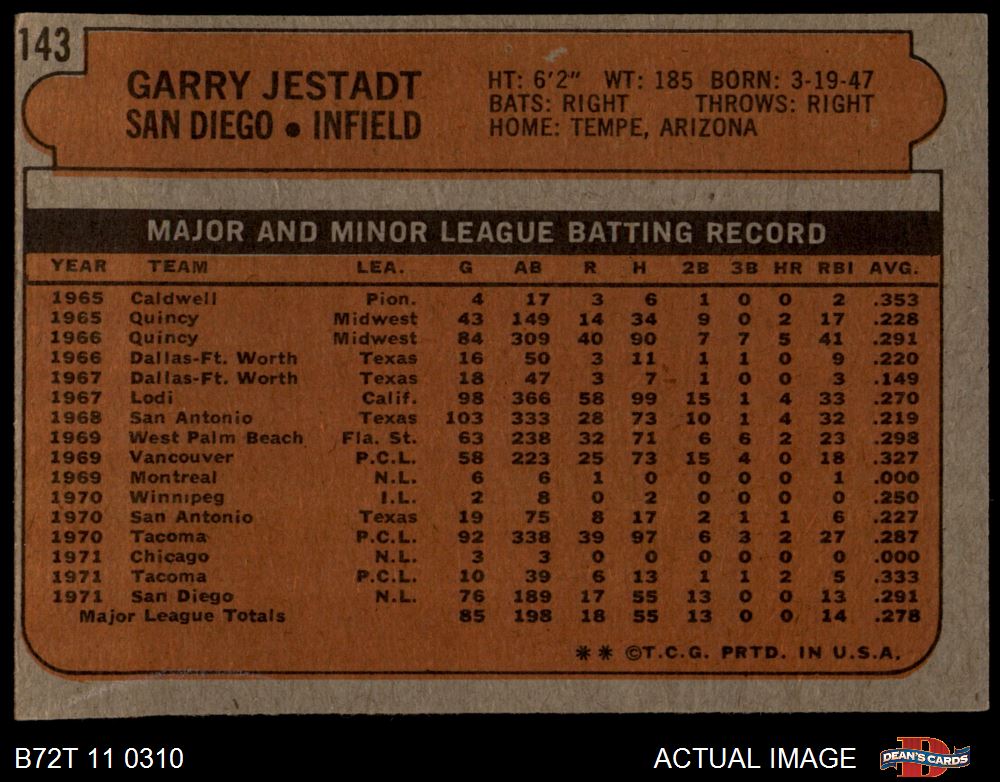 143
GARRY JESTADT
SAN DIEGO • INFIELD
HT: 6'2" WT: 185 BORN: 3-19-47
BATS: RIGHT THROWS: RIGHT
HOME: TEMPE, ARIZONA
MAJOR AND MINOR LEAGUE BATTING RECORD
YEAR TEAM LEA. G AB R H 2B 3B HR RBI AVG.
1965 Caldwell Pion. 4 17 3 6 1 0 0 2 .353
1965 Quincy Midwest 43 149 14 34 9 0 2 17 .228
1966 Quincy Midwest 84 309 40 90 7 7 5 41 .291
1966 Dallas-Ft. Worth Texas 16 50 3 11 1 1 0 9 .220
1967 Dallas-Ft. Worth Texas 18 47 3 7 1 0 0 3 .149
1967 Lodi Calif. 98 366 58 99 15 1 4 33 .270
1968 San Antonio Texas 103 333 28 73 10 1 4 32 .219
1969 West Palm Beach Fla. St. 63 238 32 71 6 6 2 23 .298
1969 Vancouver P.C.L. 58 223 25 73 15 4 0 18 .327
1969 Montreal N.L. 6 6 1 0 0 0 0 1 .000
1970 Winnipeg I.L. 2 8 0 2 0 0 0 0 .250
1970 San Antonio Texas 19 75 8 17 2 1 1 6 .227
1970 Tacoma P.C.L. 92 338 39 97 6 3 2 27 .287
1971 Chicago N.L. 3 3 0 0 0 0 0 0 .000
1971 Tacoma P.C.L. 10 39 6 13 1 1 2 5 .333
1971 San Diego N.L. 76 189 17 55 13 0 0 13 .291
Major League Totals 85 198 18 55 13 0 0 14 .278
** ©T.C.G. PRTD. IN U.S.A.
B72T 11 0310
ACTUAL IMAGE
DEAN'S CARDS